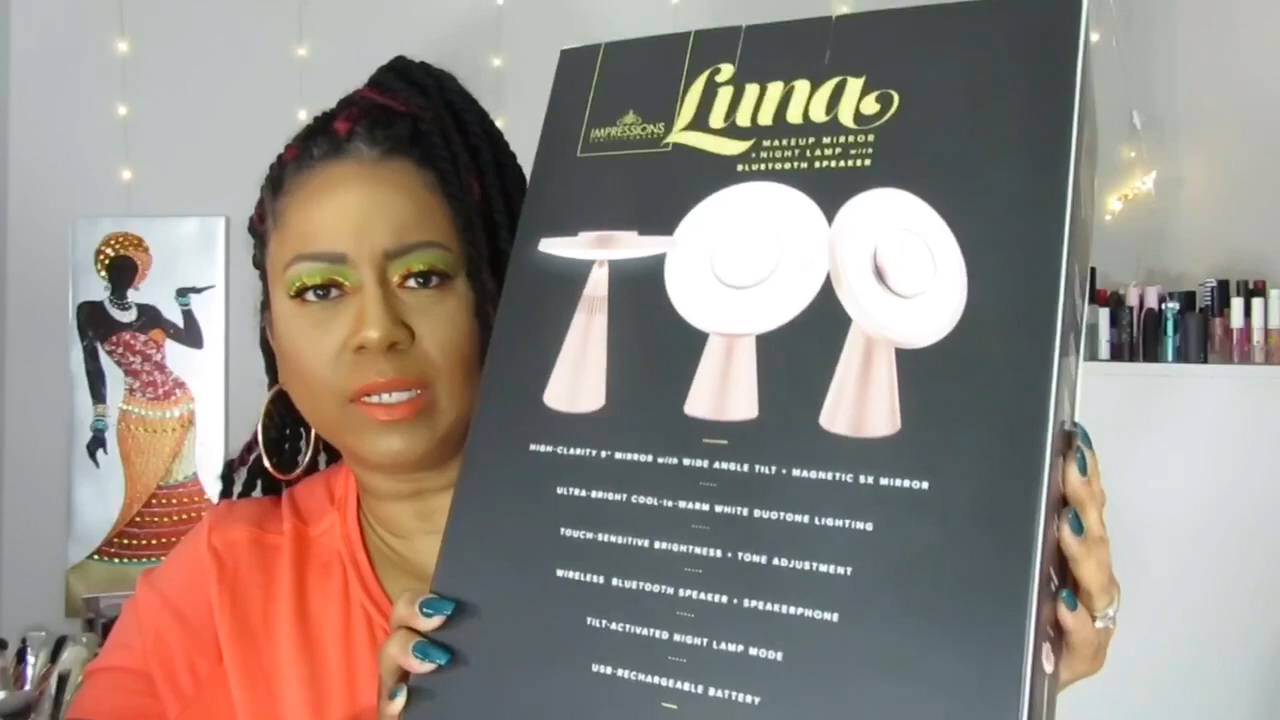 Luna
IMPRESSIONS
VANITY COMPANY
MAKEUP MIRROR
+ NIGHT LAMP with
BLUETOOTH SPEAKER
HIGH-CLARITY 9" MIRROR with WIDE ANGLE TILT + MAGNETIC 5X MIRROR
ULTRA-BRIGHT COOL-to-WARM WHITE DUOTONE LIGHTING
TOUCH-SENSITIVE BRIGHTNESS + TONE ADJUSTMENT
WIRELESS BLUETOOTH SPEAKER + SPEAKERPHONE
TILT-ACTIVATED NIGHT LAMP MODE
USB-RECHARGEABLE BATTERY